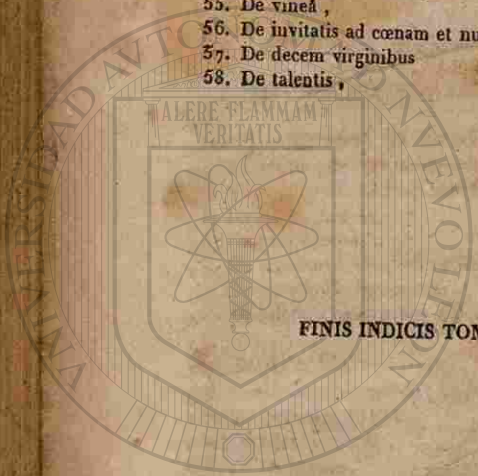 55. De vineâ ,
56. De invitatis ad cœnam et nu
57. De decem virginibus
58. De talentis ,
ALERE FLAMMAM
VERITATIS
FINIS INDICIS TOM